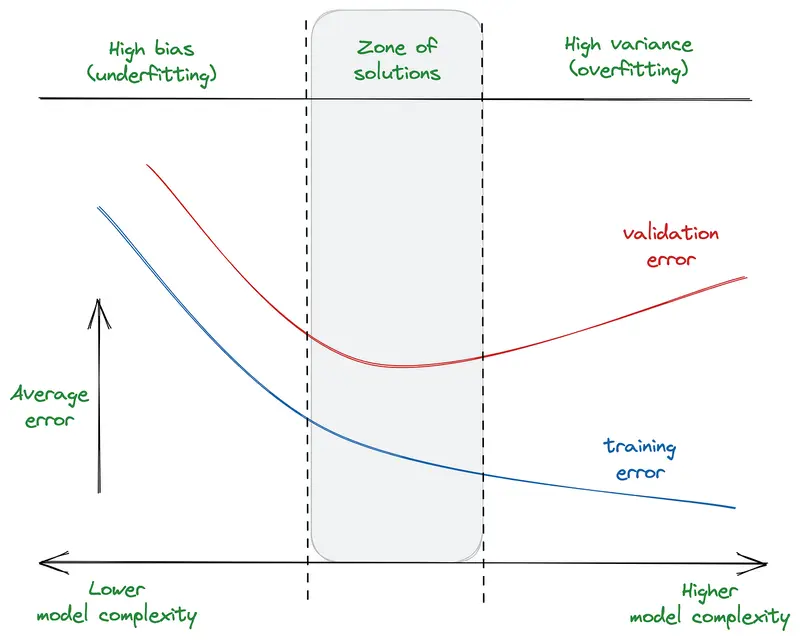 High bias
(underfitting)
Zone of
solutions
High variance
(overfitting)
validation
error
Average
error
training
error
Lower
model complexity
Higher
model complexity